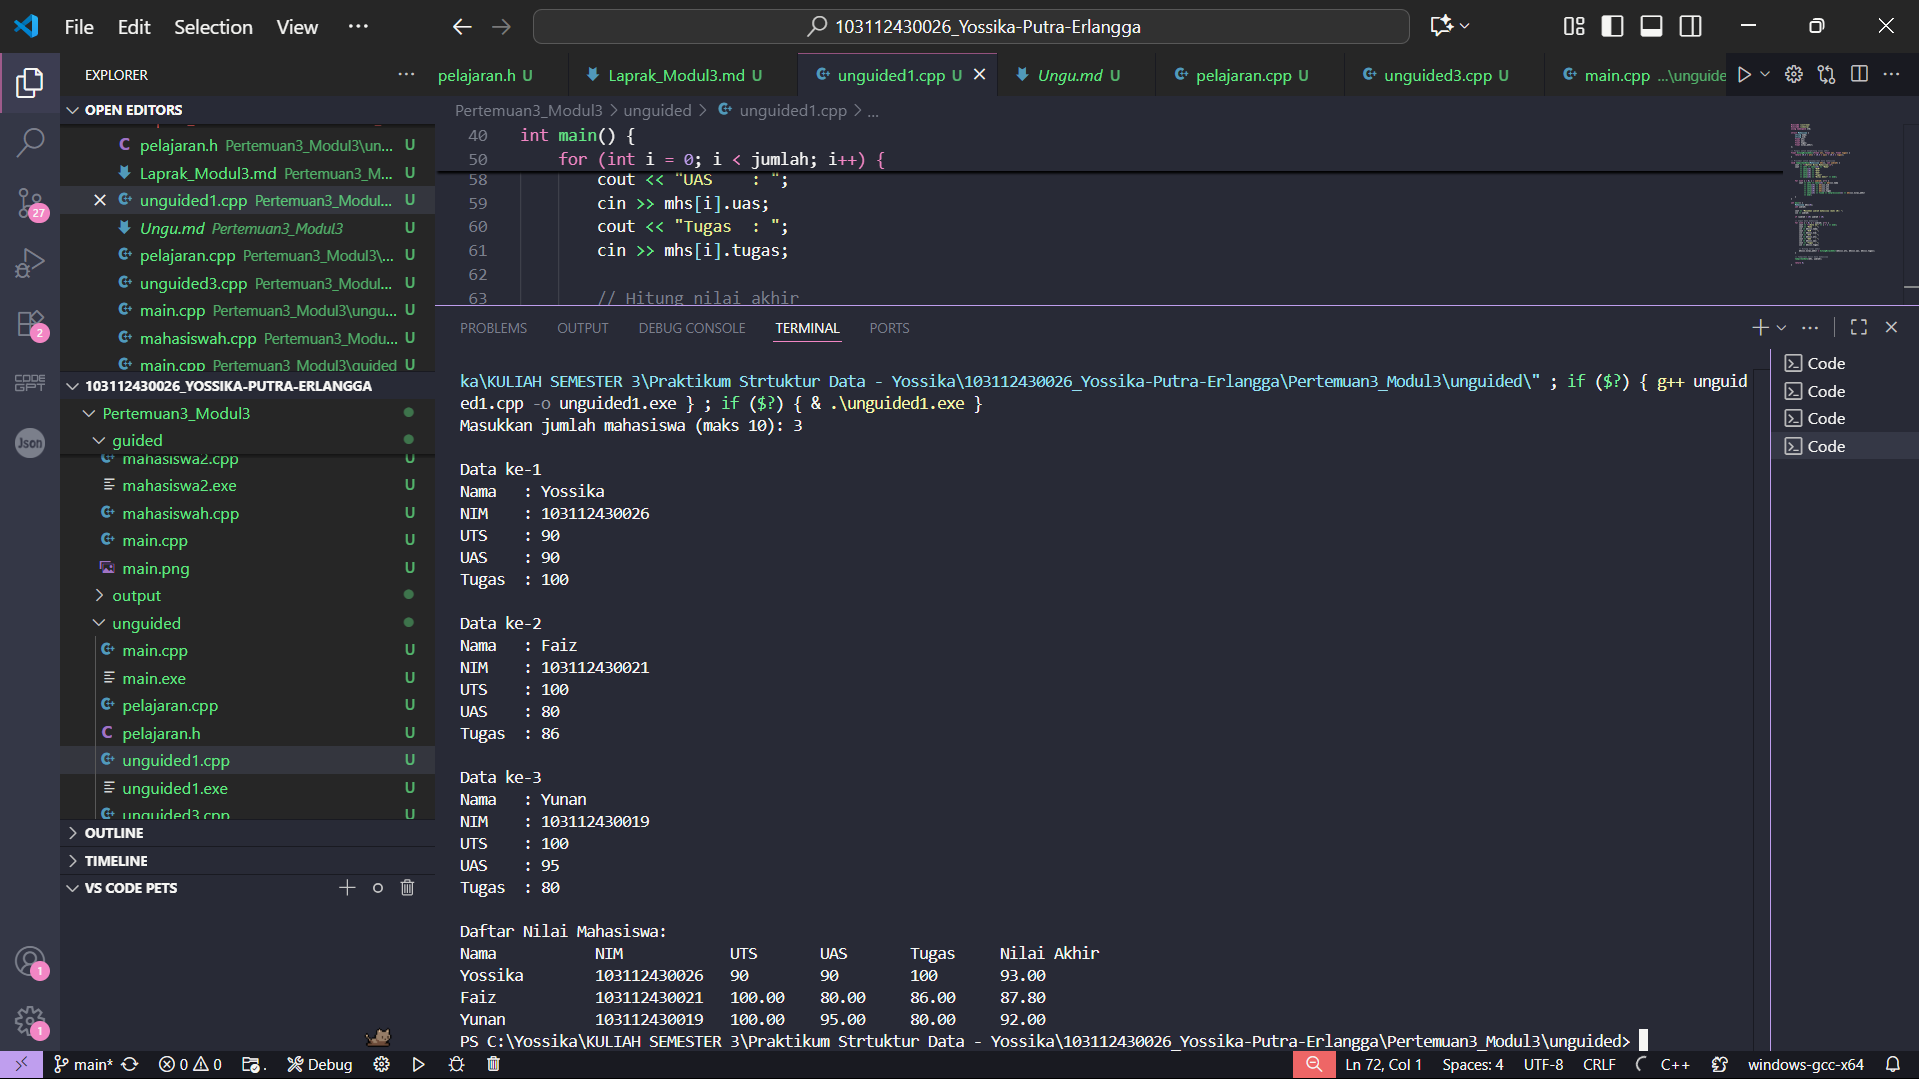 File Edit Selection View ···
103112430026_Yossika-Putra-Erlangga
EXPLORER ···
OPEN EDITORS
pelajaran.h Pertemuan3_Modul3\un... U
Laprak_Modul3.md Pertemuan3_M... U
unguided1.cpp Pertemuan3_Modul... U
Ungu.md Pertemuan3_Modul3 U
pelajaran.cpp Pertemuan3_Modul3\... U
unguided3.cpp Pertemuan3_Modul... U
main.cpp Pertemuan3_Modul3\ungu... U
mahasiswah.cpp Pertemuan3_Modu... U
main.cpp Pertemuan3_Modul3\guided U
103112430026_YOSSIKA-PUTRA-ERLANGGA
Pertemuan3_Modul3
guided
mahasiswa2.cpp U
mahasiswa2.exe U
mahasiswah.cpp U
main.cpp U
main.png U
output
unguided
main.cpp U
main.exe U
pelajaran.cpp U
pelajaran.h U
unguided1.cpp U
unguided1.exe U
unguided3.cpp U
OUTLINE
TIMELINE
VS CODE PETS
27
2
CODE GPT
Json
1
1
pelajaran.h U Laprak_Modul3.md U unguided1.cpp U Ungu.md U pelajaran.cpp U unguided3.cpp U main.cpp ...\unguide
Pertemuan3_Modul3 > unguided > unguided1.cpp > ...
40 int main() {
50 for (int i = 0; i < jumlah; i++) {
58 cout << "UAS    : ";
59 cin >> mhs[i].uas;
60 cout << "Tugas  : ";
61 cin >> mhs[i].tugas;
62
63 // Hitung nilai akhir
PROBLEMS OUTPUT DEBUG CONSOLE TERMINAL PORTS
Code
Code
Code
Code
ka\KULIAH SEMESTER 3\Praktikum Strtuktur Data - Yossika\103112430026_Yossika-Putra-Erlangga\Pertemuan3_Modul3\unguided\" ; if ($?) { g++ unguid
ed1.cpp -o unguided1.exe } ; if ($?) { & .\unguided1.exe }
Masukkan jumlah mahasiswa (maks 10): 3
Data ke-1
Nama   : Yossika
NIM    : 103112430026
UTS    : 90
UAS    : 90
Tugas  : 100
Data ke-2
Nama   : Faiz
NIM    : 103112430021
UTS    : 100
UAS    : 80
Tugas  : 86
Data ke-3
Nama   : Yunan
NIM    : 103112430019
UTS    : 100
UAS    : 95
Tugas  : 80
Daftar Nilai Mahasiswa:
Nama NIM UTS UAS Tugas Nilai Akhir
Yossika 103112430026 90 90 100 93.00
Faiz 103112430021 100.00 80.00 86.00 87.80
Yunan 103112430019 100.00 95.00 80.00 92.00
PS C:\Yossika\KULIAH SEMESTER 3\Praktikum Strtuktur Data - Yossika\103112430026_Yossika-Putra-Erlangga\Pertemuan3_Modul3\unguided>
main* 0 0 Debug Ln 72, Col 1 Spaces: 4 UTF-8 CRLF C++ windows-gcc-x64